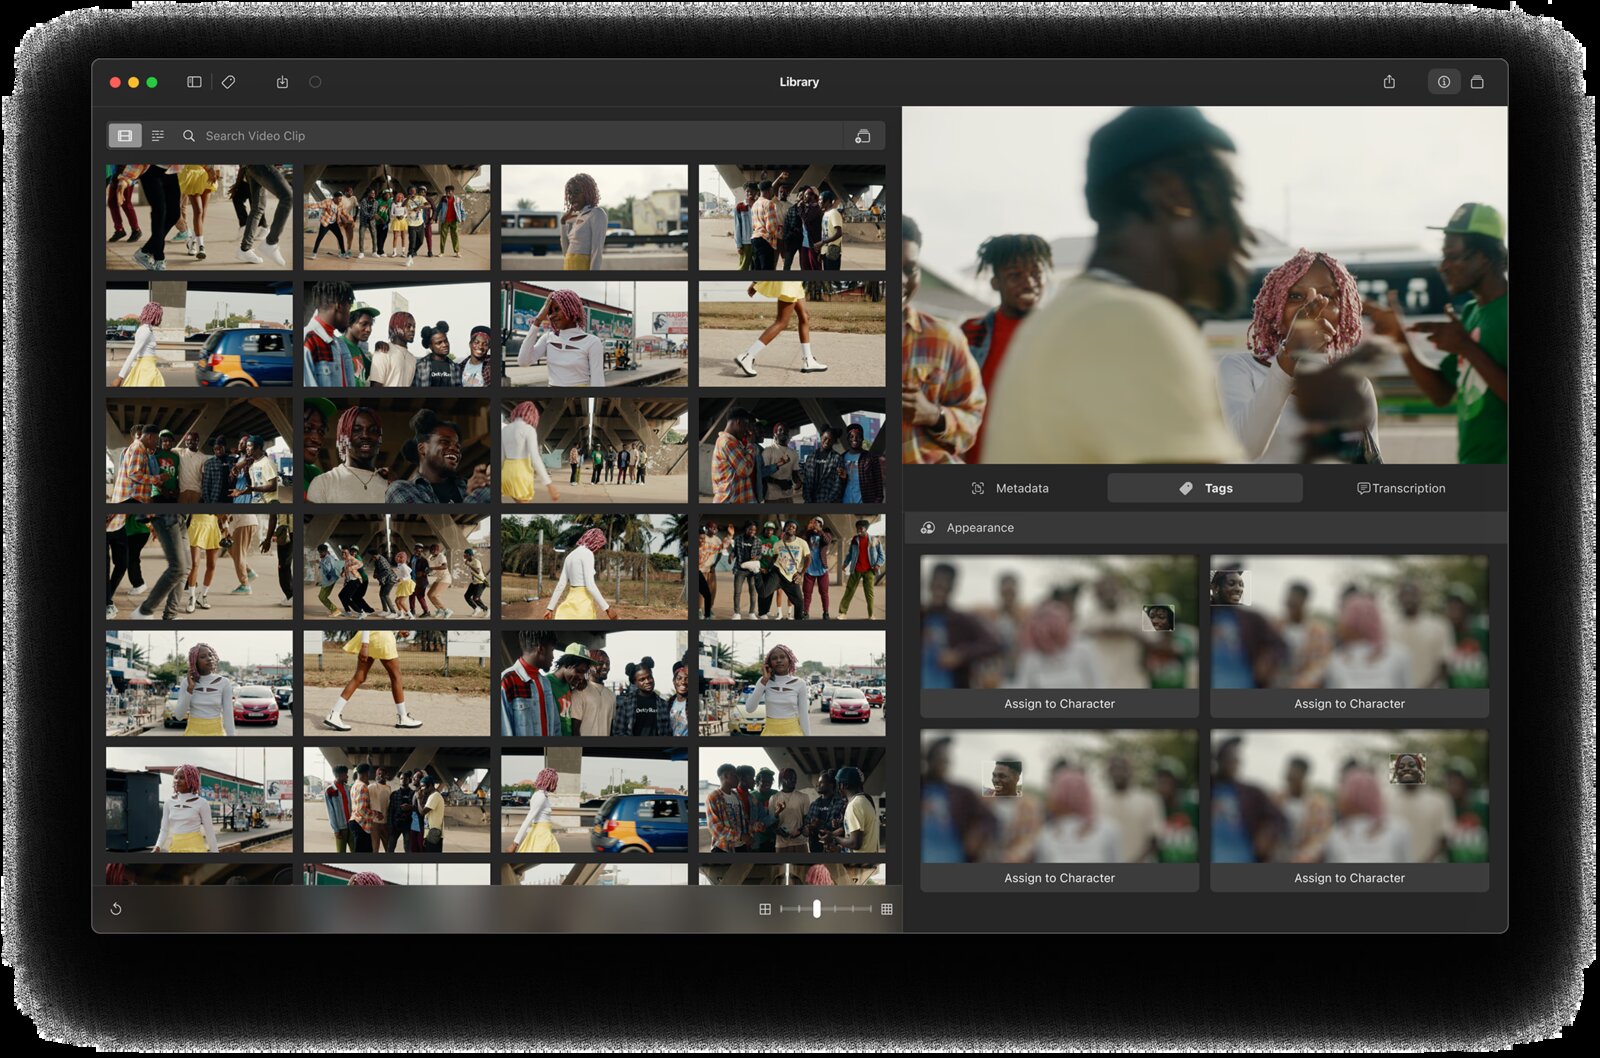 Library
Search Video Clip
Metadata
Tags
Transcription
Appearance
Assign to Character
Assign to Character
Assign to Character
Assign to Character